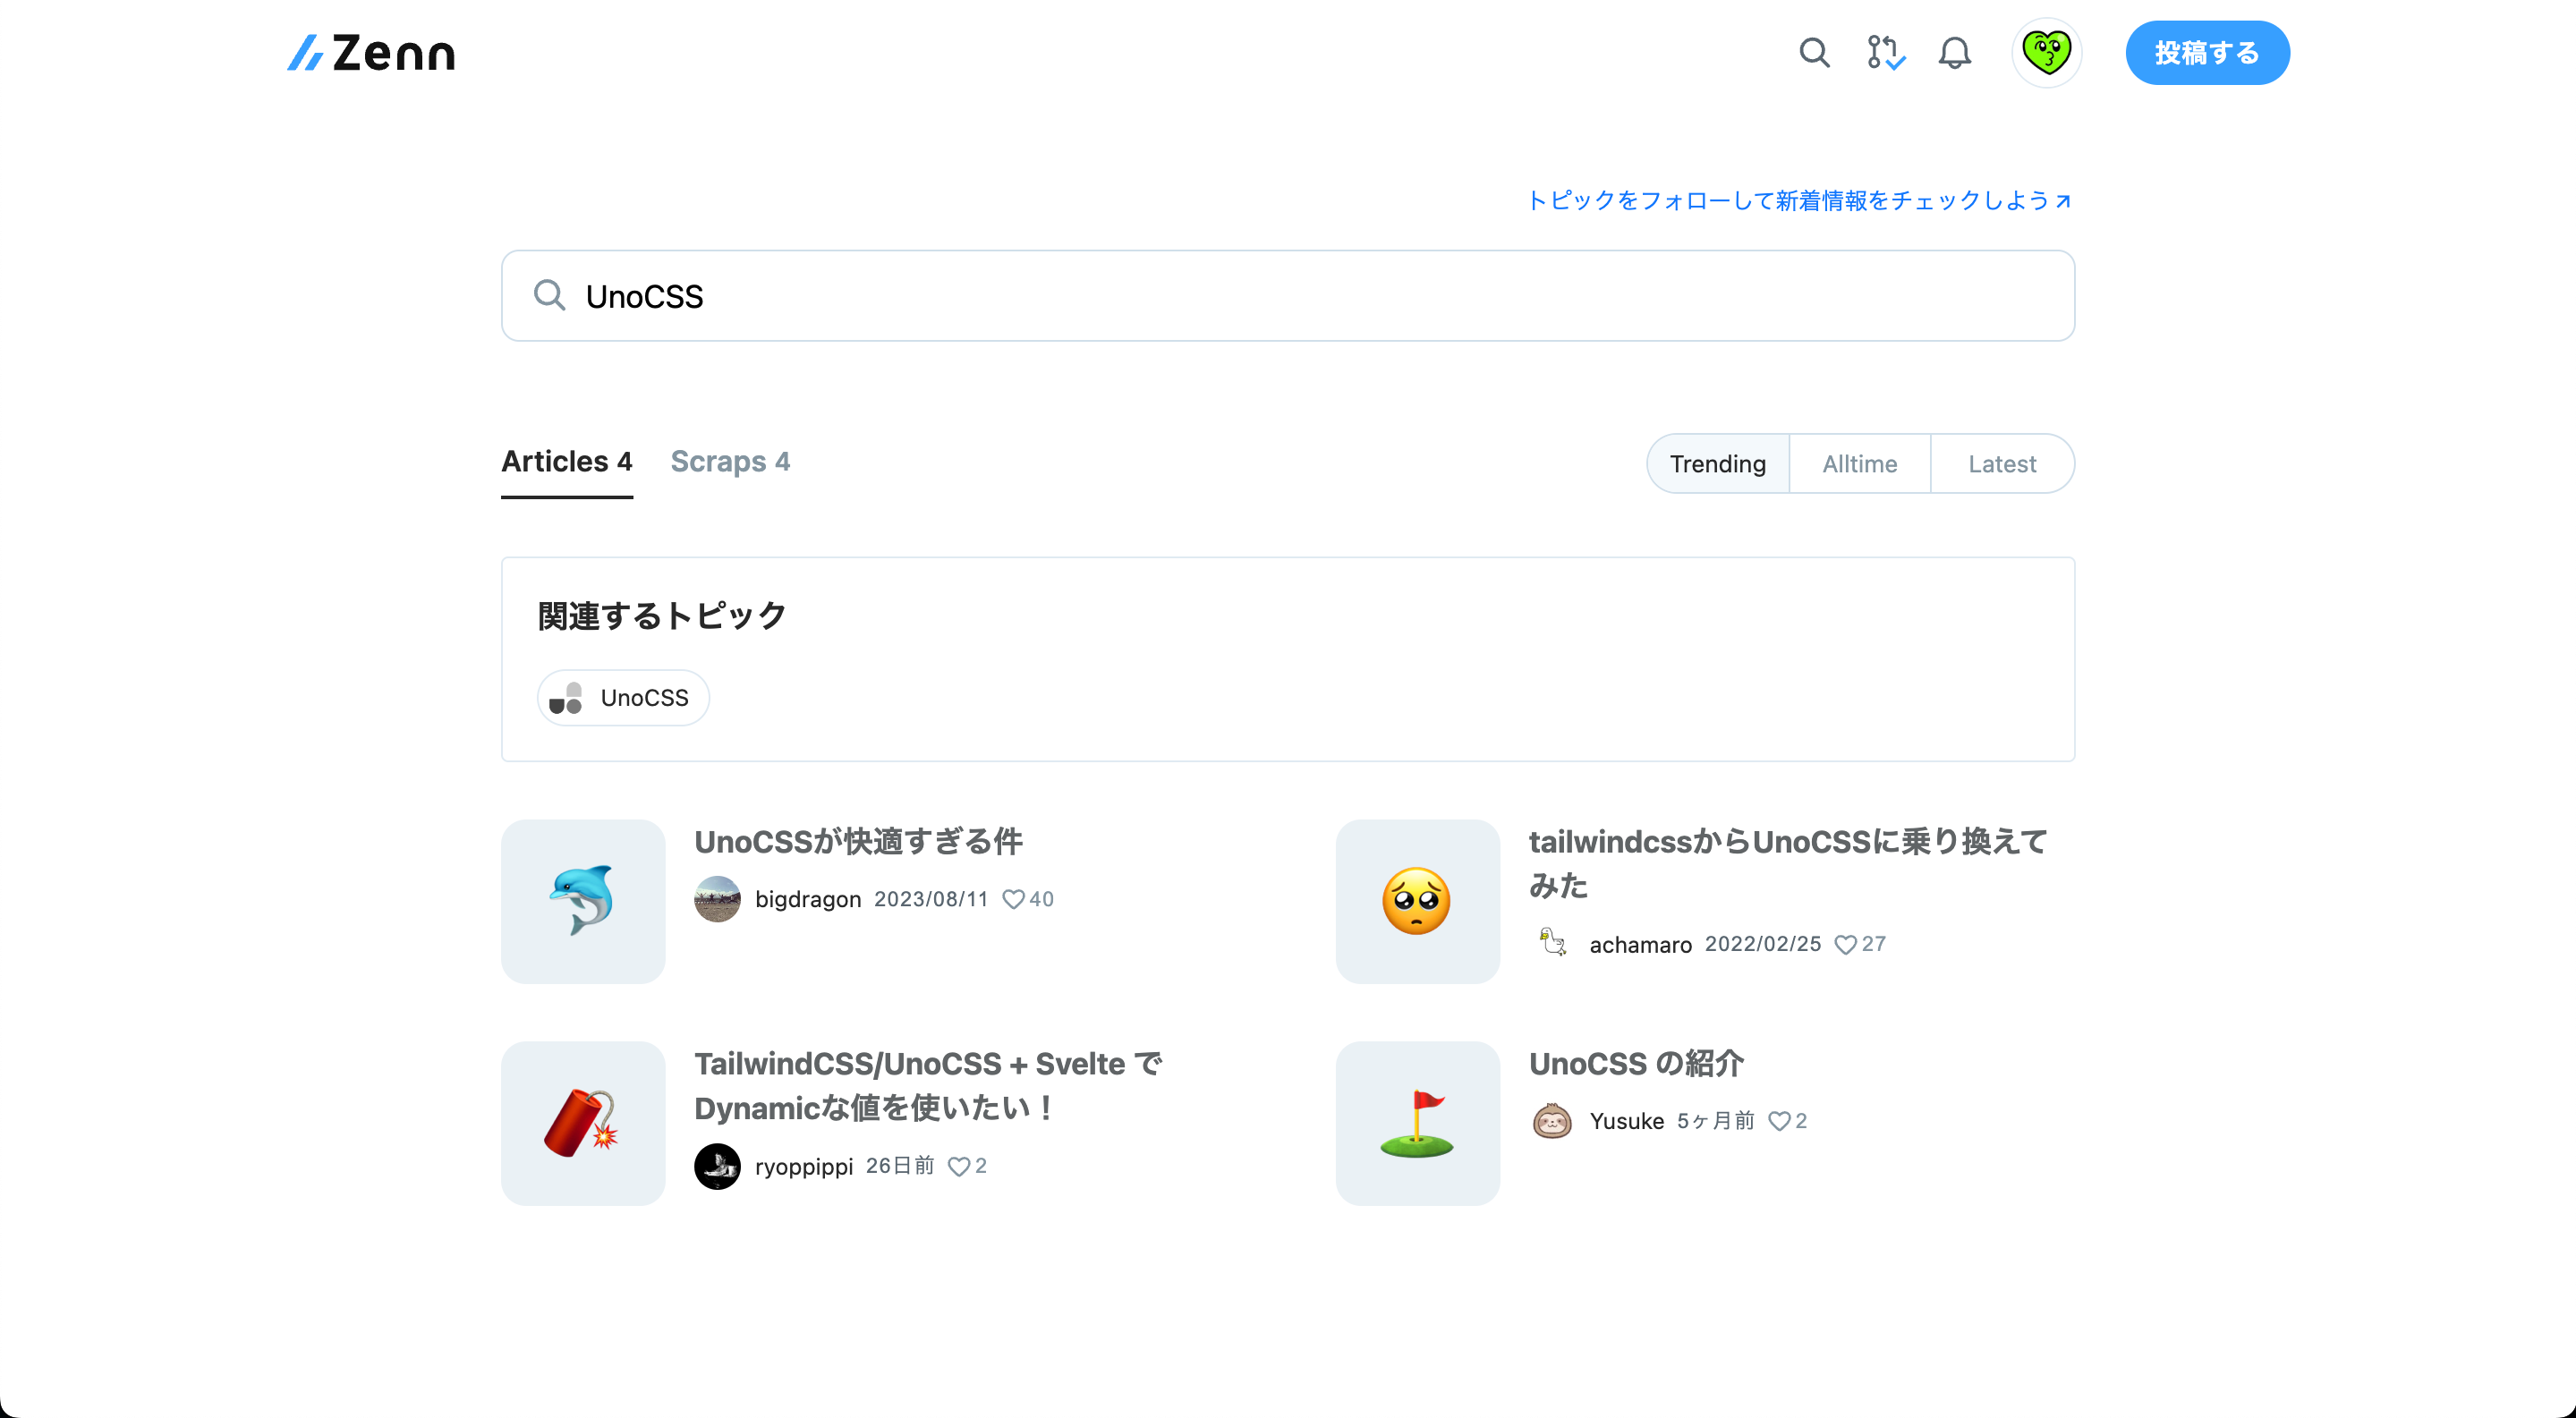 Zenn
投稿する
トピックをフォローして新着情報をチェックしよう
UnoCSS
Articles 4
Scraps 4
Trending
Alltime
Latest
関連するトピック
UnoCSS
UnoCSSが快適すぎる件
bigdragon 2023/08/11 40
tailwindcssからUnoCSSに乗り換えて
みた
achamaro 2022/02/25 27
TailwindCSS/UnoCSS + Svelte で
Dynamicな値を使いたい！
ryoppippi 26日前 2
UnoCSS の紹介
Yusuke 5ヶ月前 2